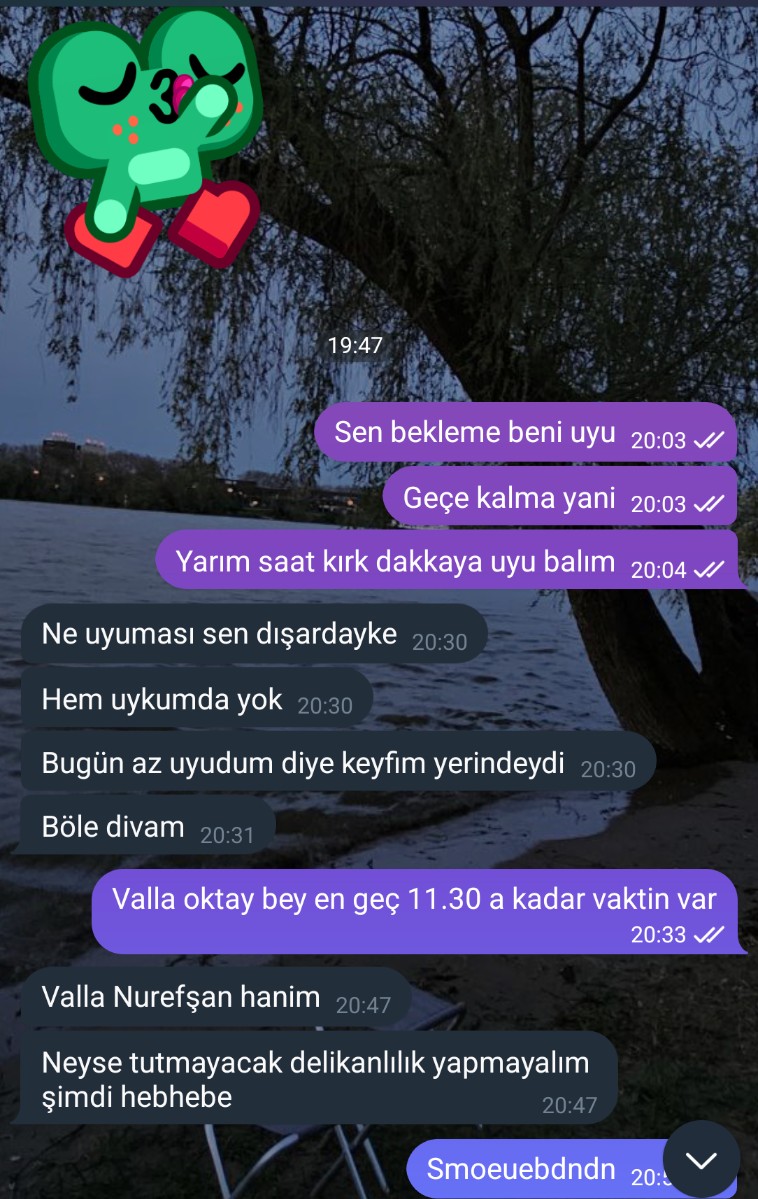 19:47
Sen bekleme beni uyu 20:03
Geçe kalma yani 20:03
Yarım saat kırk dakkaya uyu balım 20:04
Ne uyuması sen dışardayke 20:30
Hem uykumda yok 20:30
Bugün az uyudum diye keyfim yerindeydi 20:30
Böle divam 20:31
Valla oktay bey en geç 11.30 a kadar vaktin var
20:33
Valla Nurefşan hanim 20:47
Neyse tutmayacak delikanlılık yapmayalım
şimdi hebhebe 20:47
Smoeuebdndn